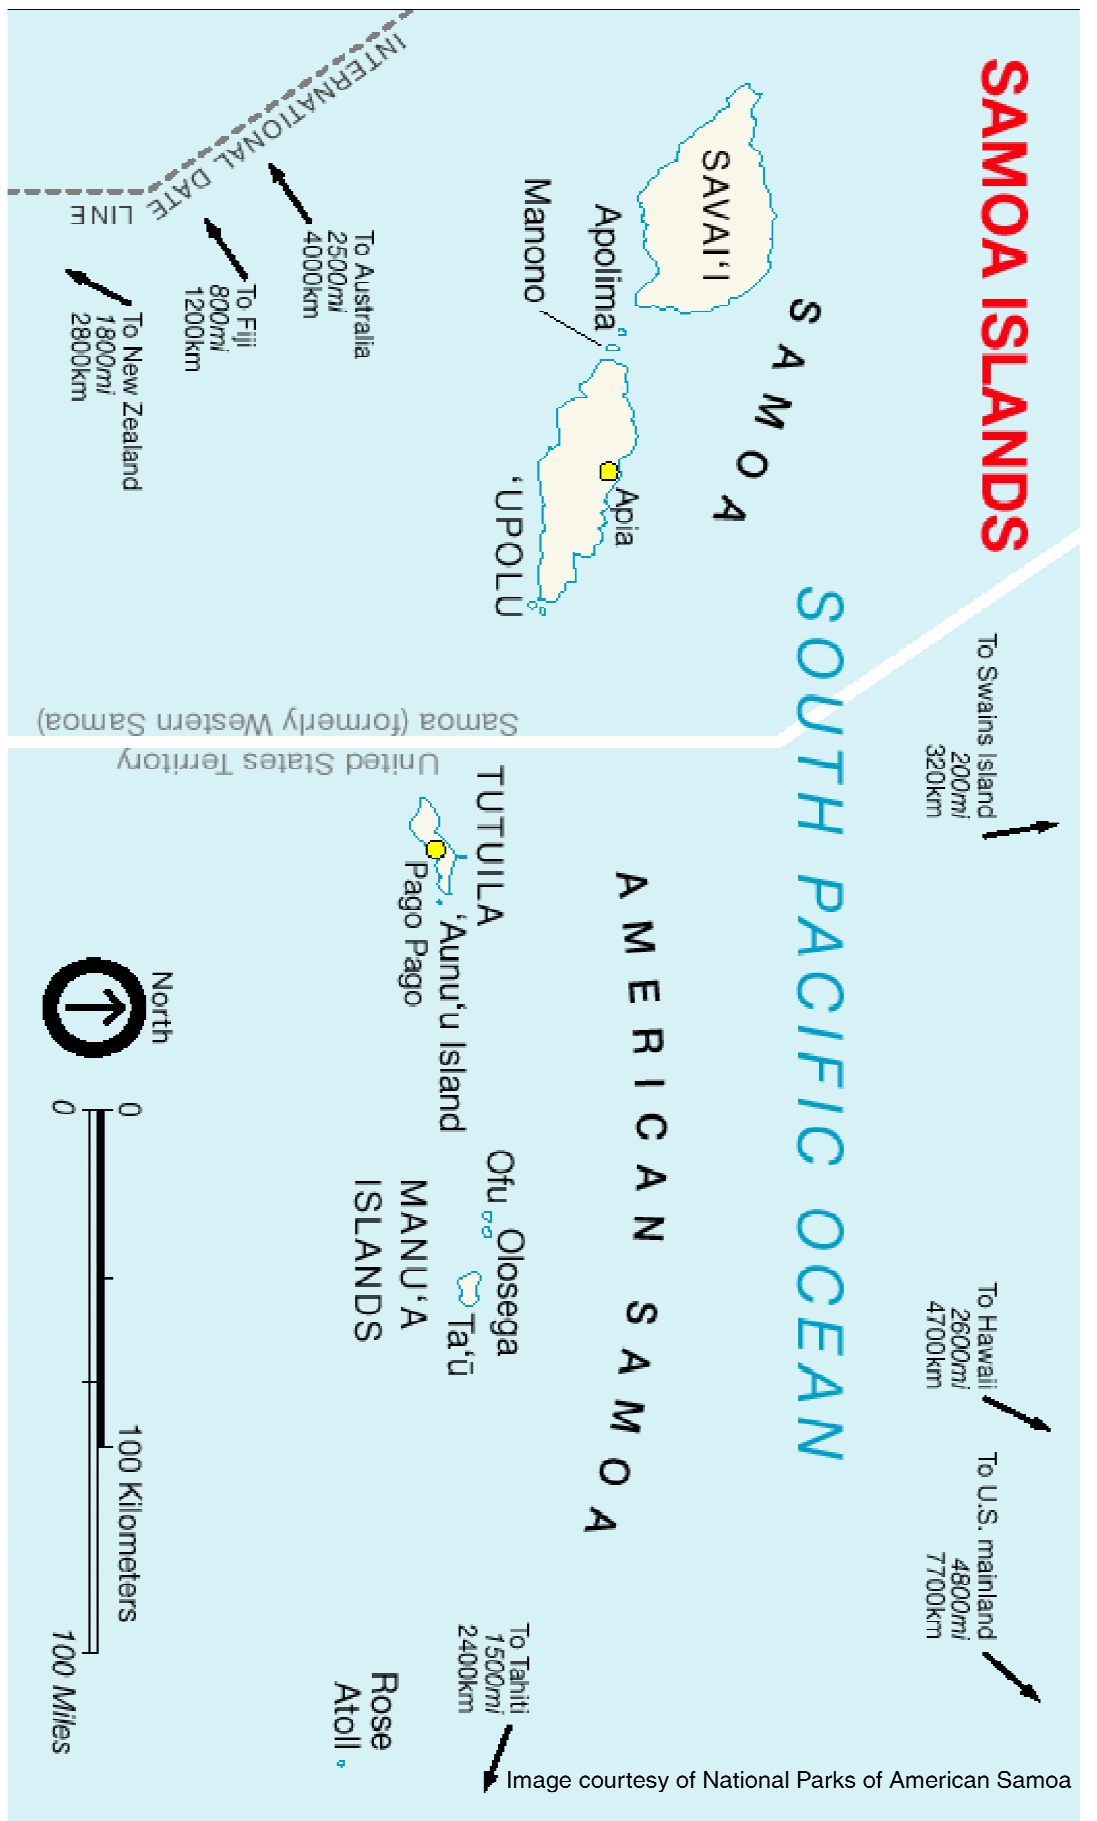 SAMOA ISLANDS
To Swains Island
200mi
320km
To Hawaii
2600mi
4700km
To U.S. mainland
4800mi
7700km
SOUTH PACIFIC OCEAN
SAMOA
SAVAI‘I
Apolima
Manono
Apia
‘UPOLU
AMERICAN SAMOA
TUTUILA
‘Aunu‘u Island
Pago Pago
Ofu
Olosega
Ta‘ū
MANU‘A
ISLANDS
To Tahiti
1500mi
2400km
Rose
Atoll
Samoa (formerly Western Samoa)
United States Territory
To Australia
2500mi
4000km
To Fiji
800mi
1200km
To New Zealand
1800mi
2800km
INTERNATIONAL DATE
LINE
North
0
100 Kilometers
0
100 Miles
Image courtesy of National Parks of American Samoa